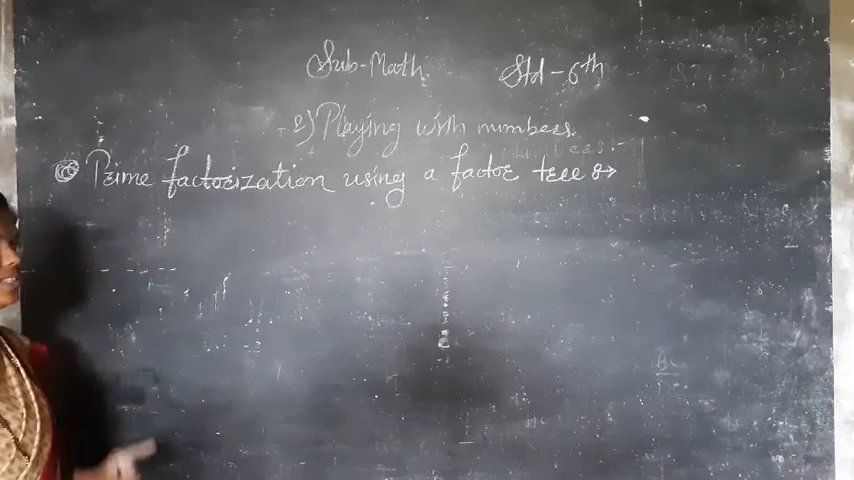 Sub-Math Std-6th
2) Playing with numbers.
Prime factorization using a factor tree :→